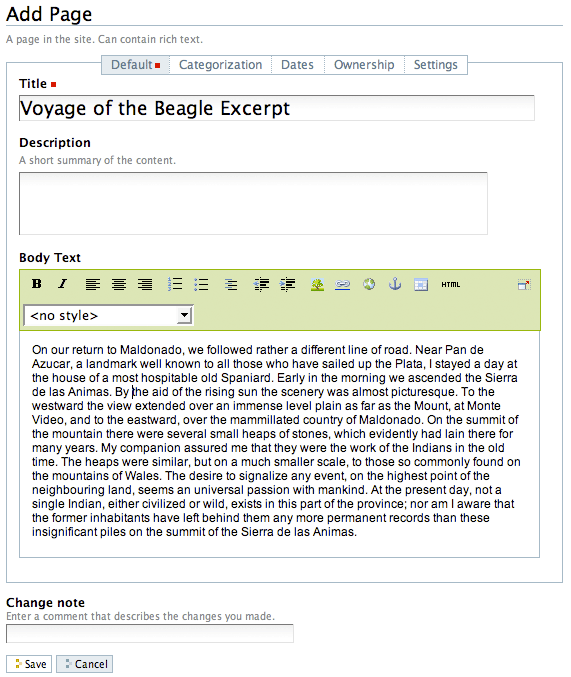 Add Page
A page in the site. Can contain rich text.
Default Categorization Dates Ownership Settings
Title
Voyage of the Beagle Excerpt
Description
A short summary of the content.
Body Text
B I HTML
<no style>
On our return to Maldonado, we followed rather a different line of road. Near Pan de
Azucar, a landmark well known to all those who have sailed up the Plata, I stayed a day at
the house of a most hospitable old Spaniard. Early in the morning we ascended the Sierra
de las Animas. By the aid of the rising sun the scenery was almost picturesque. To the
westward the view extended over an immense level plain as far as the Mount, at Monte
Video, and to the eastward, over the mammillated country of Maldonado. On the summit of
the mountain there were several small heaps of stones, which evidently had lain there for
many years. My companion assured me that they were the work of the Indians in the old
time. The heaps were similar, but on a much smaller scale, to those so commonly found on
the mountains of Wales. The desire to signalize any event, on the highest point of the
neighbouring land, seems an universal passion with mankind. At the present day, not a
single Indian, either civilized or wild, exists in this part of the province; nor am I aware that
the former inhabitants have left behind them any more permanent records than these
insignificant piles on the summit of the Sierra de las Animas.
Change note
Enter a comment that describes the changes you made.
Save Cancel